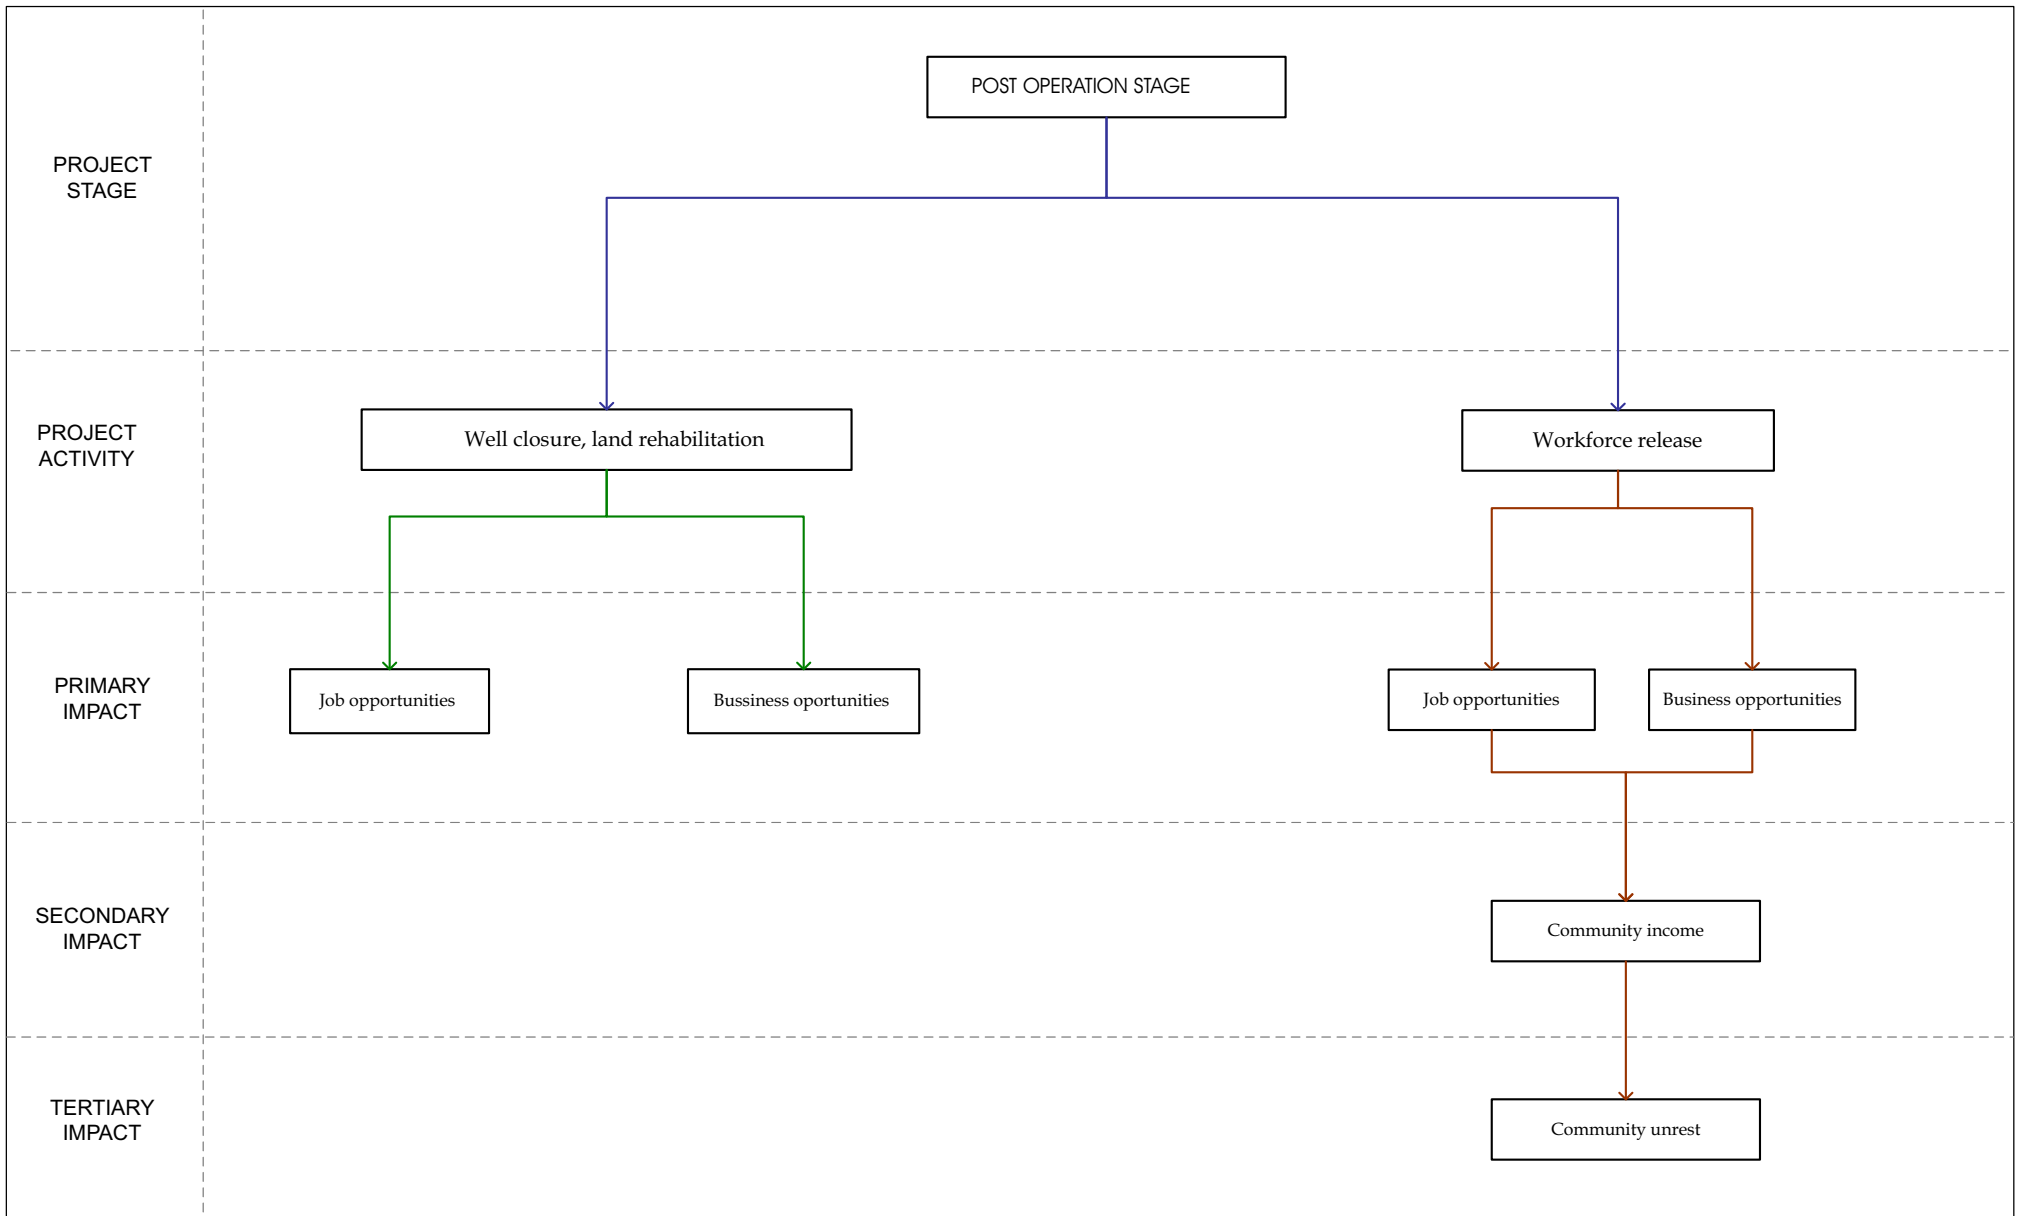 POST OPERATION STAGE
PROJECT
STAGE
PROJECT
ACTIVITY
Well closure, land rehabilitation
Workforce release
PRIMARY
IMPACT
Job opportunities
Bussiness oportunities
Job opportunities
Business opportunities
SECONDARY
IMPACT
Community income
TERTIARY
IMPACT
Community unrest